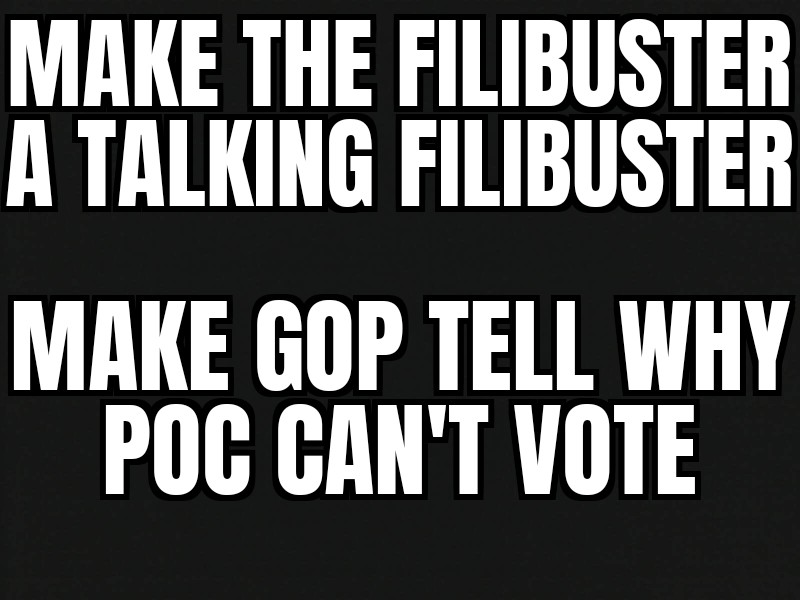 MAKE THE FILIBUSTER
A TALKING FILIBUSTER
MAKE GOP TELL WHY
POC CAN'T VOTE